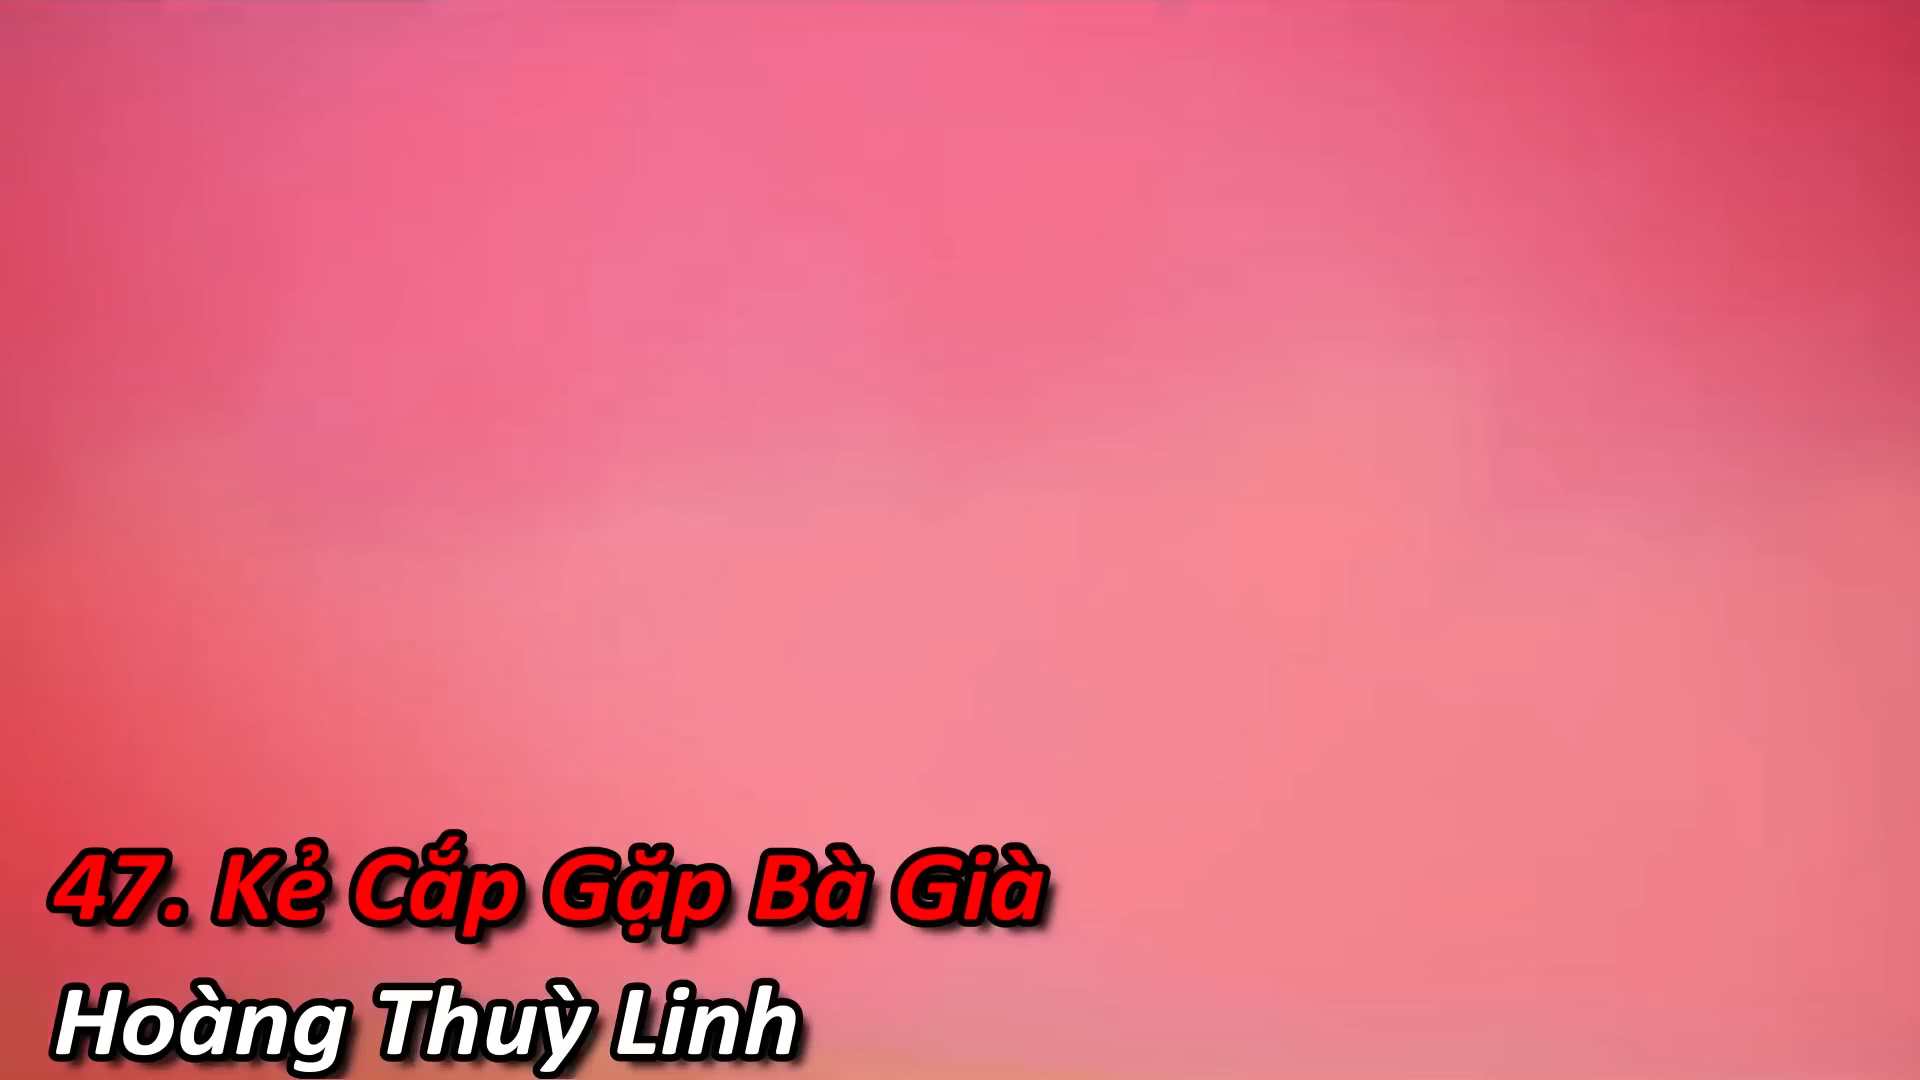 47. Kẻ Cắp Gặp Bà Già
Hoàng Thuỳ Linh